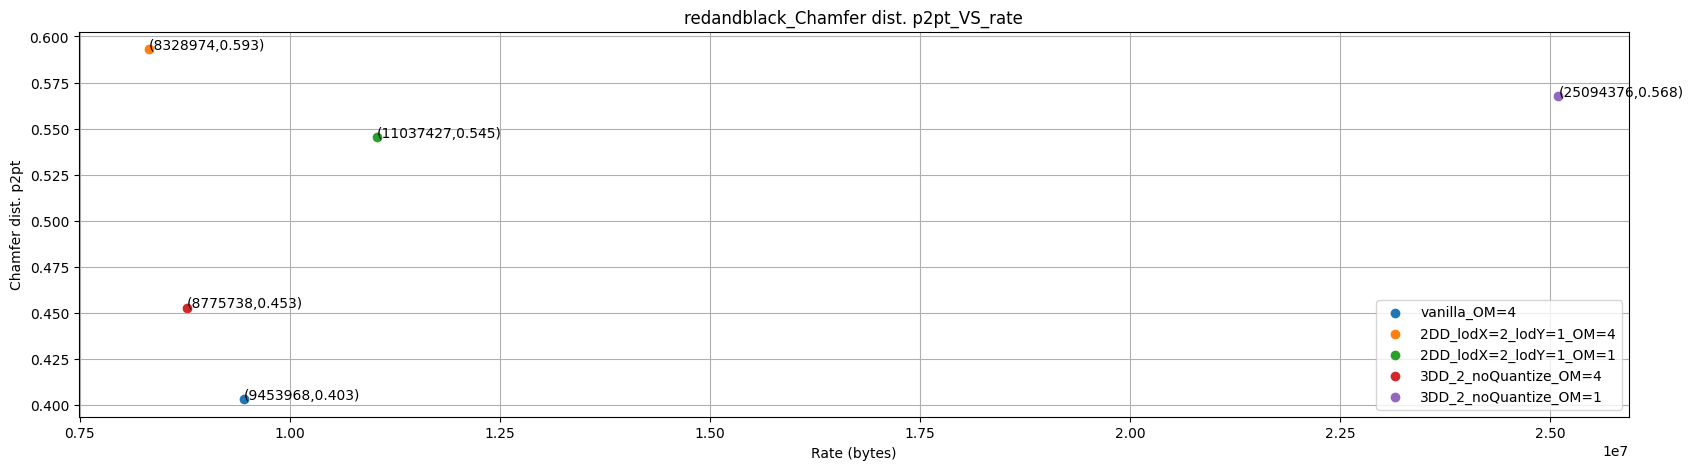 redandblack_Chamfer dist. p2pt_VS_rate
0.600
0.575
0.550
0.525
0.500
0.475
0.450
0.425
0.400
Chamfer dist. p2pt
(8328974,0.593)
(25094376,0.568)
(11037427,0.545)
(8775738,0.453)
(9453968,0.403)
vanilla_OM=4
2DD_lodX=2_lodY=1_OM=4
2DD_lodX=2_lodY=1_OM=1
3DD_2_noQuantize_OM=4
3DD_2_noQuantize_OM=1
0.75 1.00 1.25 1.50 1.75 2.00 2.25 2.50
1e7
Rate (bytes)